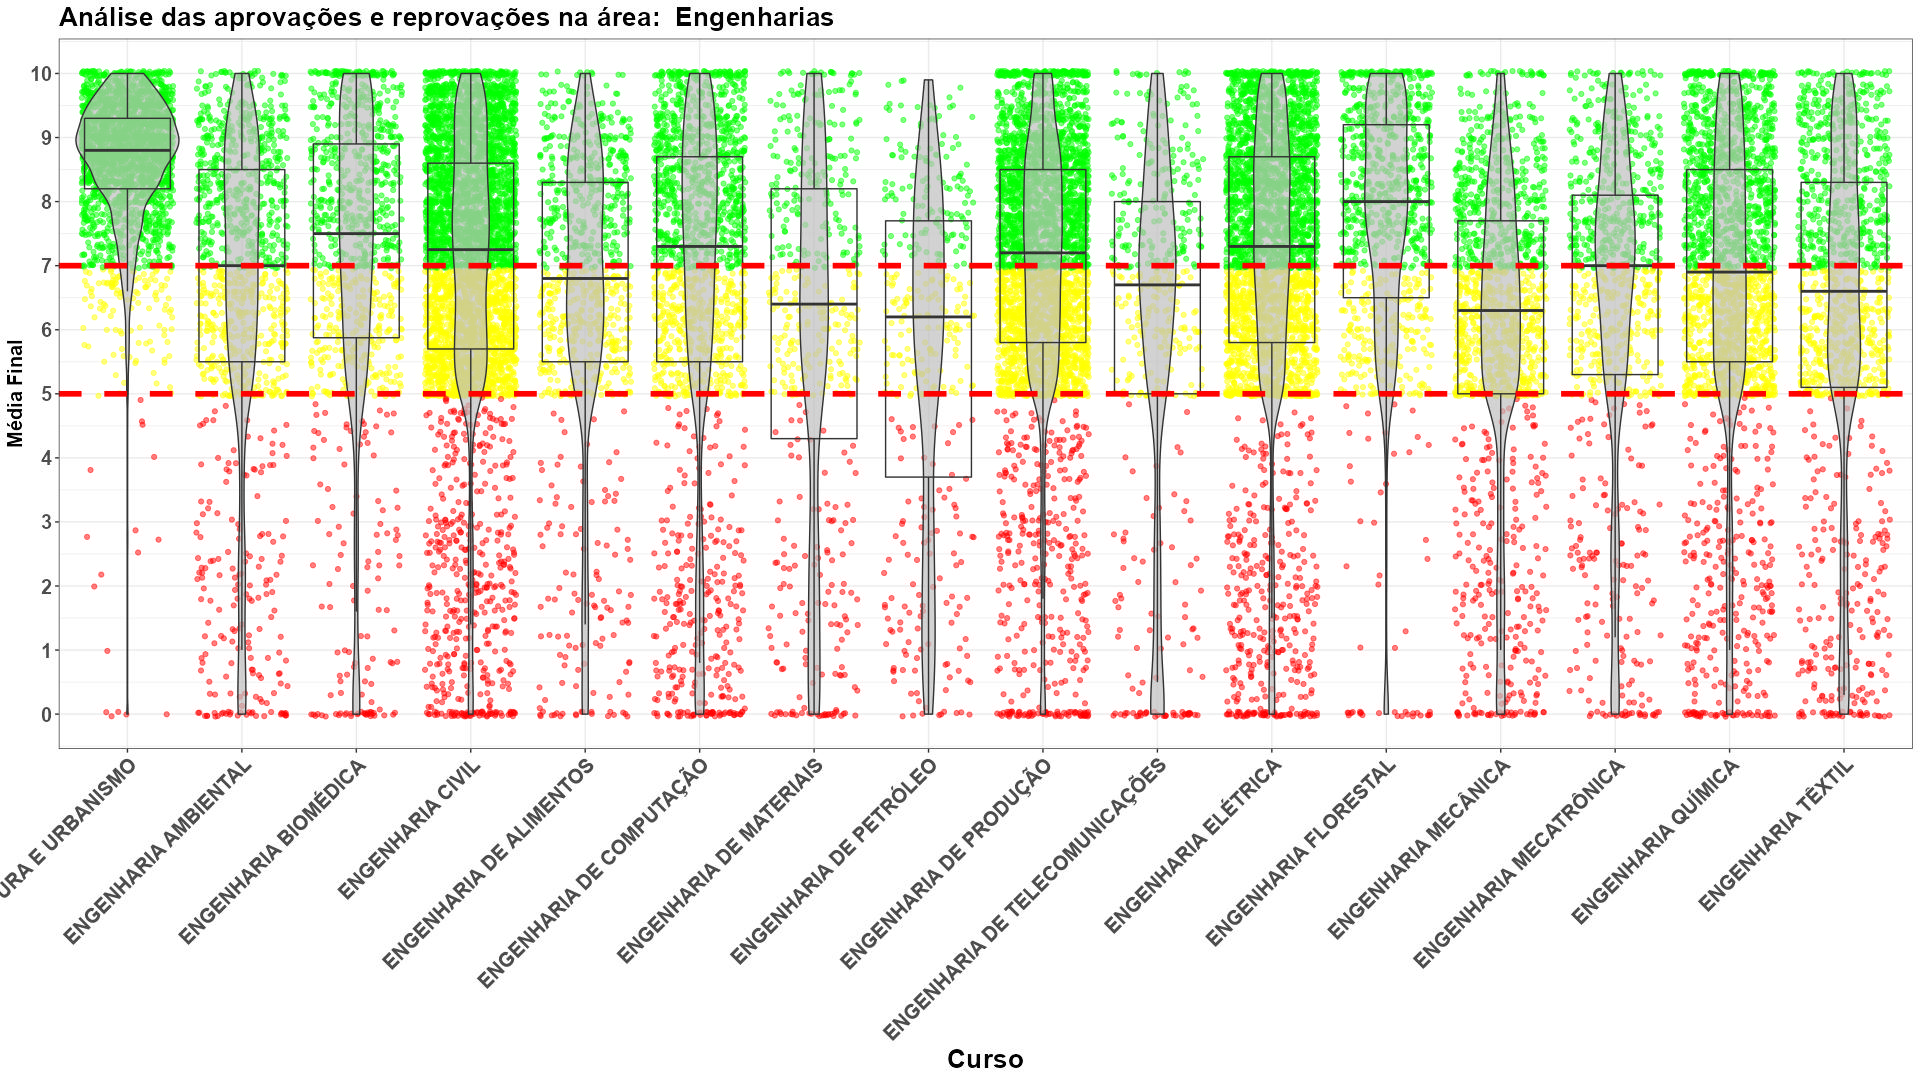 Análise das aprovações e reprovações na área:  Engenharias
Média Final
10
9
8
7
6
5
4
3
2
1
0
URA E URBANISMO
ENGENHARIA AMBIENTAL
ENGENHARIA BIOMÉDICA
ENGENHARIA CIVIL
ENGENHARIA DE ALIMENTOS
ENGENHARIA DE COMPUTAÇÃO
ENGENHARIA DE MATERIAIS
ENGENHARIA DE PETRÓLEO
ENGENHARIA DE PRODUÇÃO
ENGENHARIA DE TELECOMUNICAÇÕES
ENGENHARIA ELÉTRICA
ENGENHARIA FLORESTAL
ENGENHARIA MECÂNICA
ENGENHARIA MECATRÔNICA
ENGENHARIA QUÍMICA
ENGENHARIA TÊXTIL
Curso